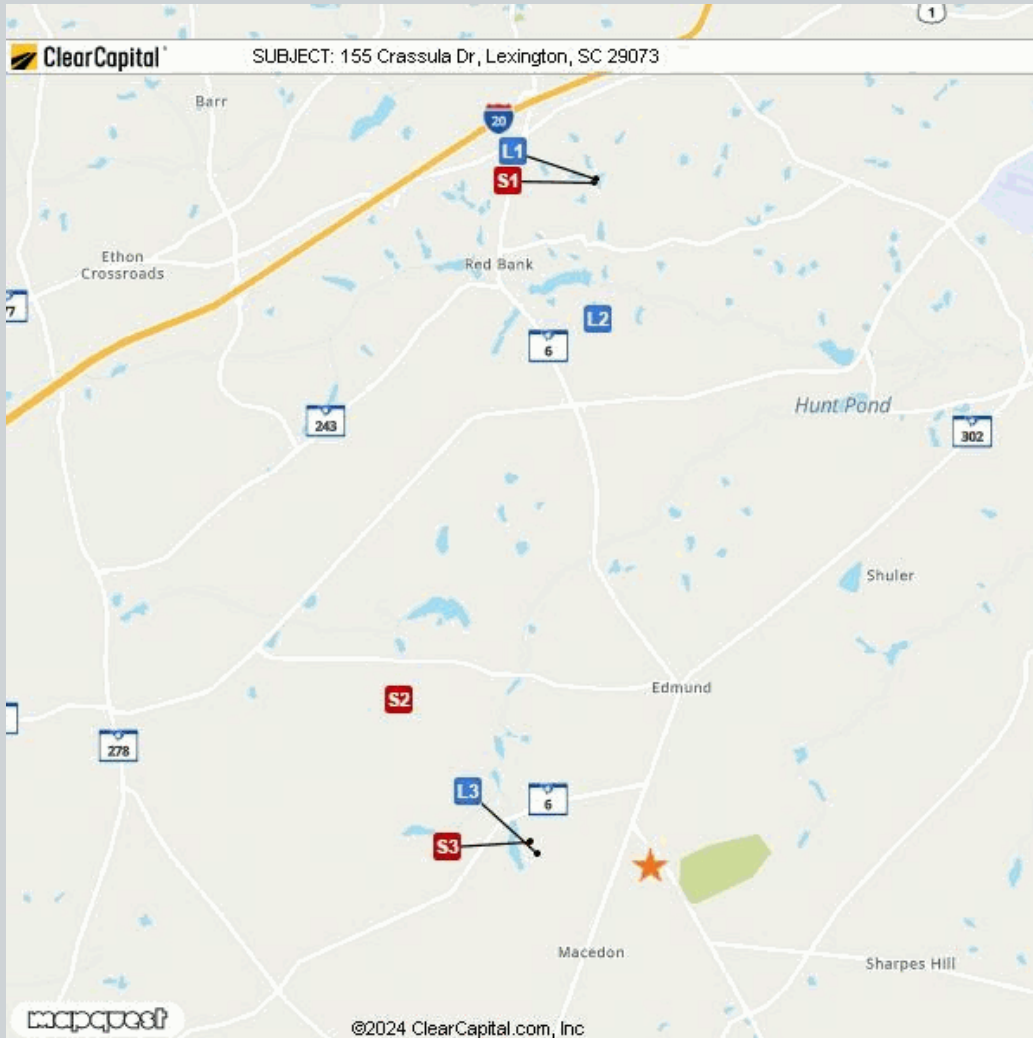 1
ClearCapital
SUBJECT: 155 Crassula Dr, Lexington, SC 29073
Barr
20
L1
S1
Ethon
Crossroads
Red Bank
7
L2
6
Hunt Pond
243
302
Shuler
Edmund
S2
278
L3
6
S3
Macedon
Sharpes Hill
mapquest
©2024 ClearCapital.com, Inc